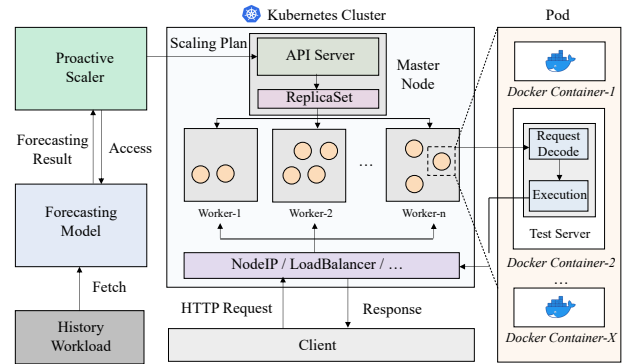 Kubernetes Cluster
Pod
Proactive
Scaler
Scaling Plan
API Server
Master
Node
ReplicaSet
Docker Container-1
Forecasting
Result
Access
Request
Decode
Execution
Test Server
...
Worker-1
Worker-2
Worker-n
Forecasting
Model
NodeIP / LoadBalancer / …
Docker Container-2
...
Fetch
HTTP Request
Response
History
Workload
Client
Docker Container-X